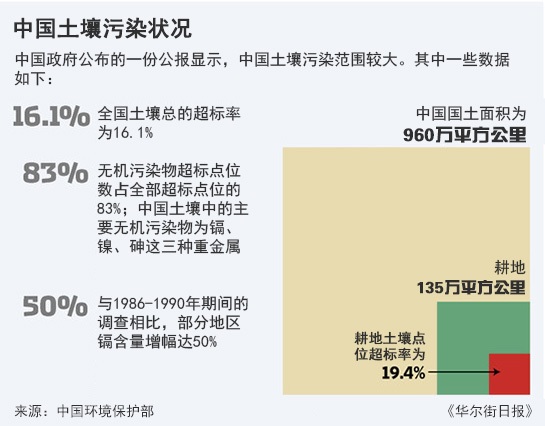 中国土壤污染状况
中国政府公布的一份公报显示，中国土壤污染范围较大。其中一些数据
如下：
16.1%
全国土壤总的超标率
为16.1%
83%
无机污染物超标点位
数占全部超标点位的
83%；中国土壤中的主
要无机污染物为镉、
镍、砷这三种重金属
50%
与1986-1990年期间的
调查相比，部分地区
镉含量增幅达50%
中国国土面积为
960万平方公里
耕地
135万平方公里
耕地土壤点
位超标率为
19.4%
来源：中国环境保护部
《华尔街日报》